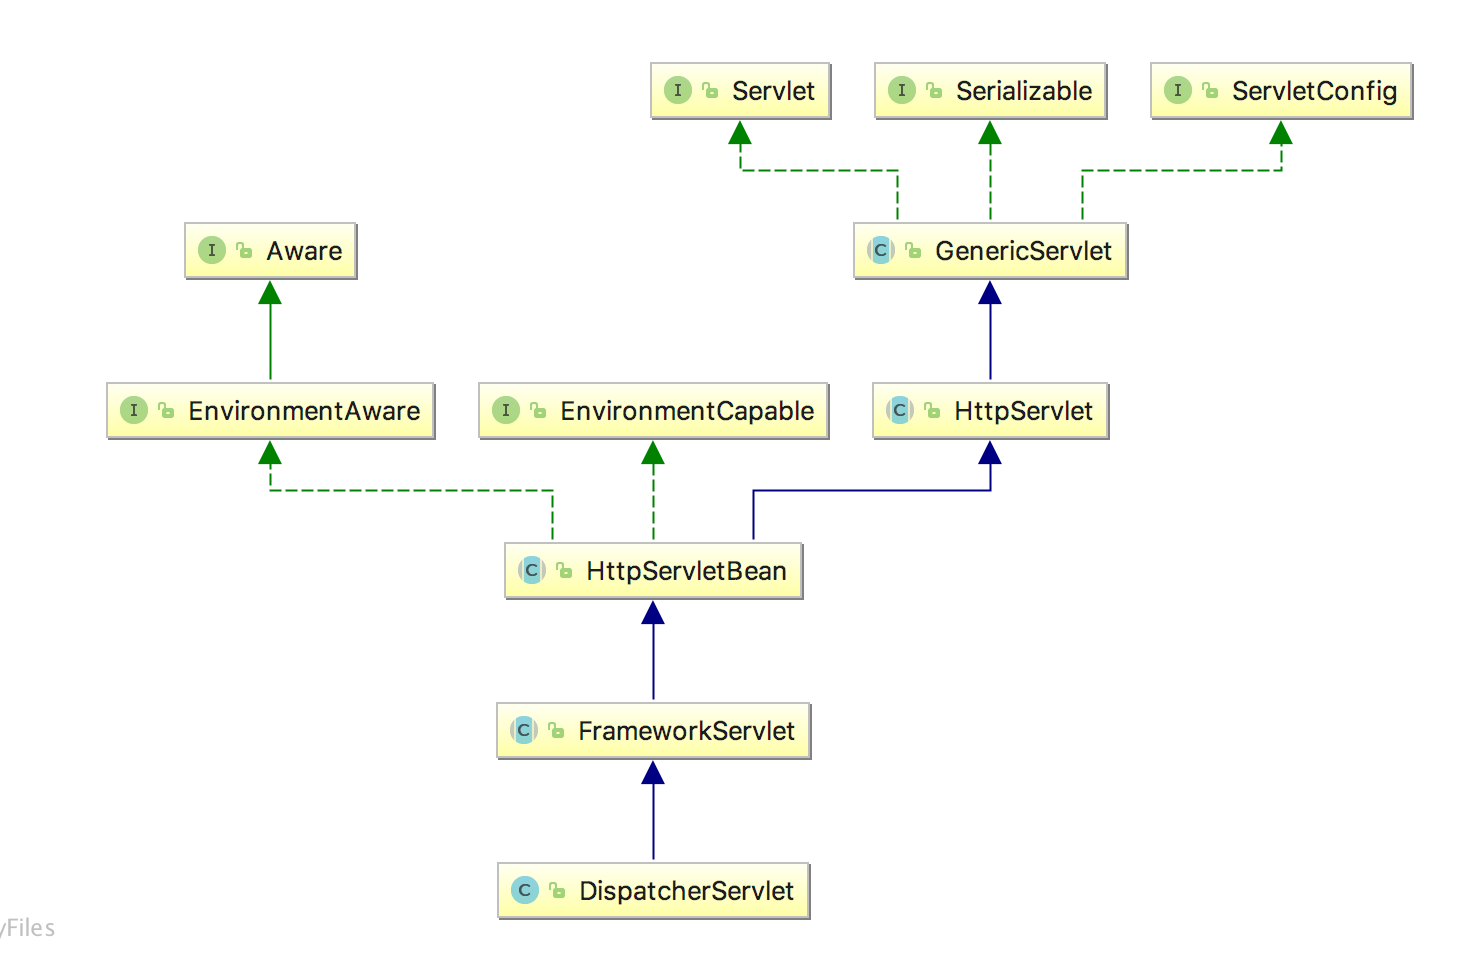 Servlet
Serializable
ServletConfig
Aware
GenericServlet
EnvironmentAware
EnvironmentCapable
HttpServlet
HttpServletBean
FrameworkServlet
DispatcherServlet
yFiles